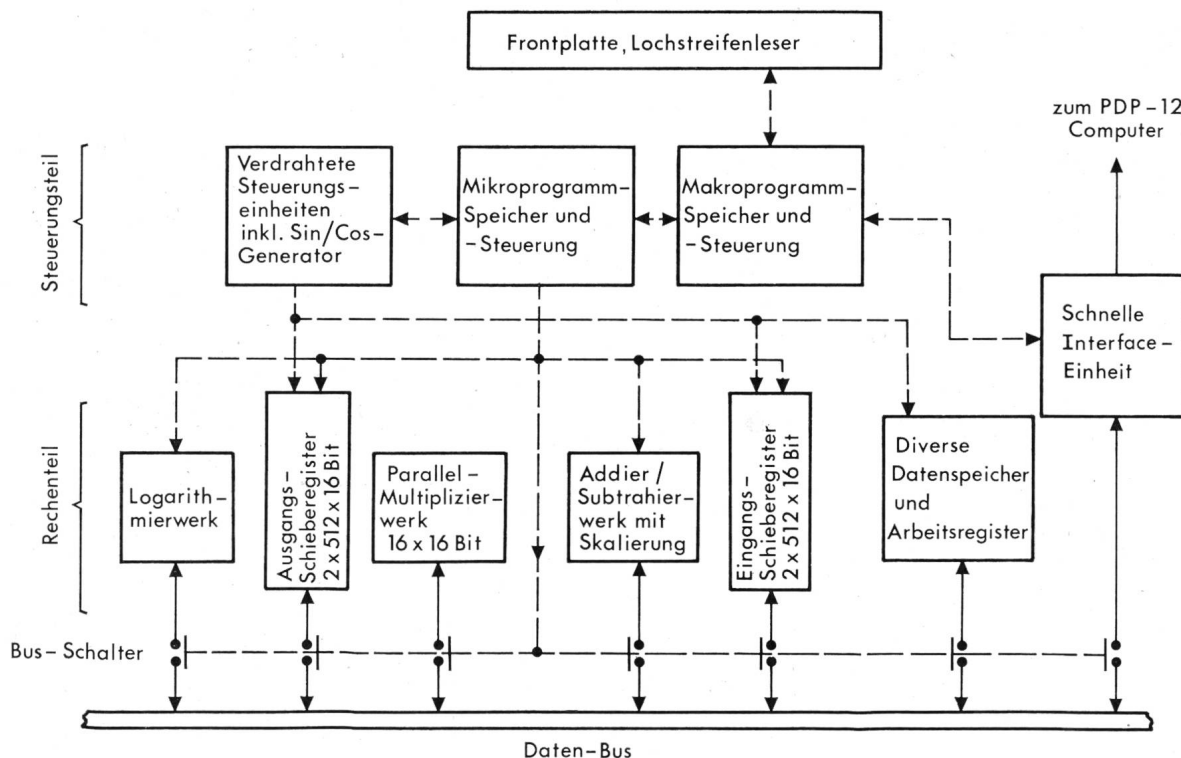 Frontplatte, Lochstreifenleser
zum PDP-12
Computer
Steuerungsteil
Verdrahtete
Steuerungs-
einheiten
inkl. Sin/Cos-
Generator
Mikroprogramm-
Speicher und
-Steuerung
Makroprogramm-
Speicher und
-Steuerung
Schnelle
Interface-
Einheit
Rechenteil
Logarith-
mierwerk
Ausgangs-
Schieberegister
2 x 512 x 16 Bit
Parallel-
Multiplizier-
werk
16 x 16 Bit
Addier/
Subtrahier-
werk mit
Skalierung
Eingangs-
Schieberegister
2 x 512 x 16 Bit
Diverse
Datenspeicher
und
Arbeitsregister
Bus-Schalter
Daten-Bus